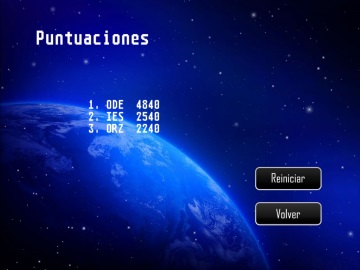 Puntuaciones
1. ODE 4840
2. IES 2540
3. ORZ 2240
Reiniciar
Volver